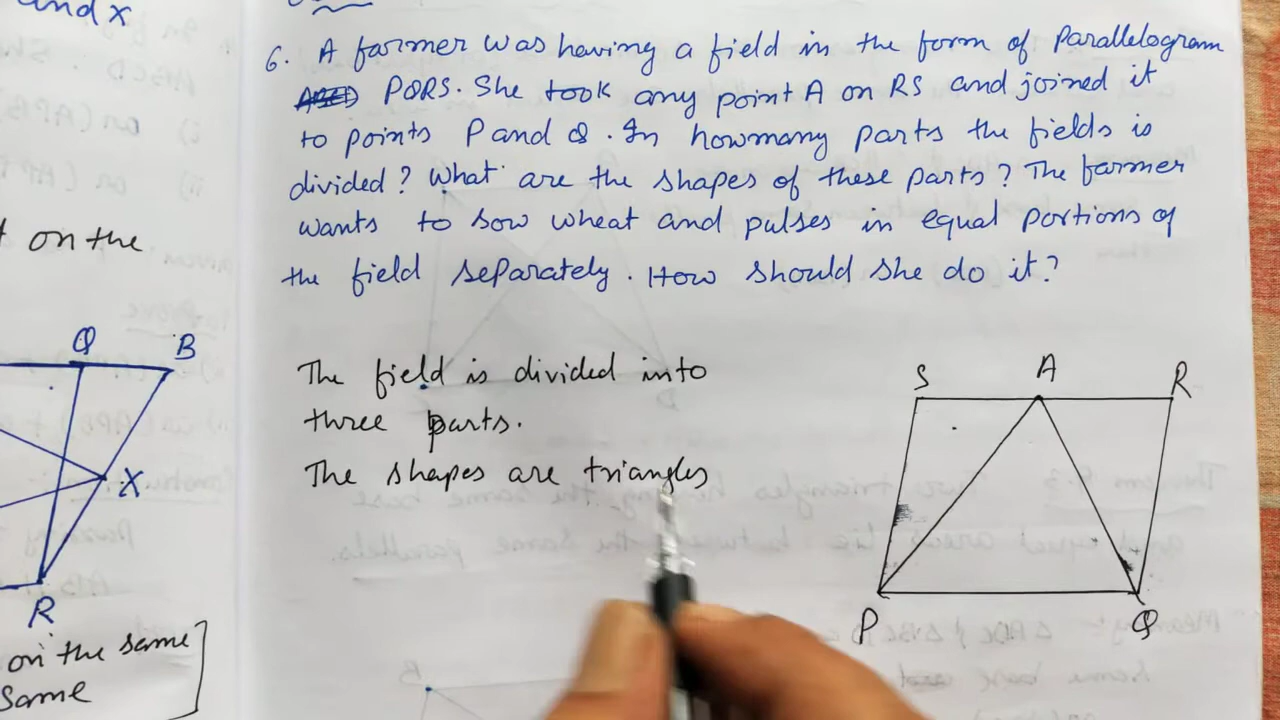 and x
6. A farmer was having a field in the form of Parallelogram
PQRS. She took any point A on RS and joined it
to points P and Q. In howmany parts the fields is
divided? What are the shapes of these parts? The farmer
wants to sow wheat and pulses in equal portions of
the field separately. How should she do it?
on the
Q B
X
R
on the same
same
The field is divided into
three parts.
The shapes are triangles
S A R
P Q